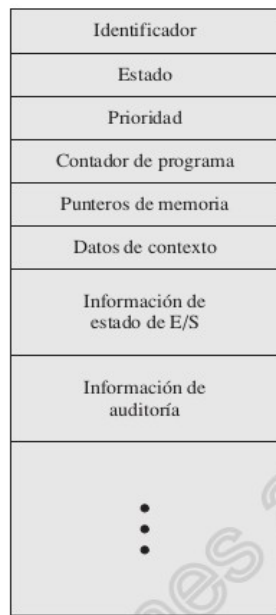 Identificador
Estado
Prioridad
Contador de programa
Punteros de memoria
Datos de contexto
Información de
estado de E/S
Información de
auditoría